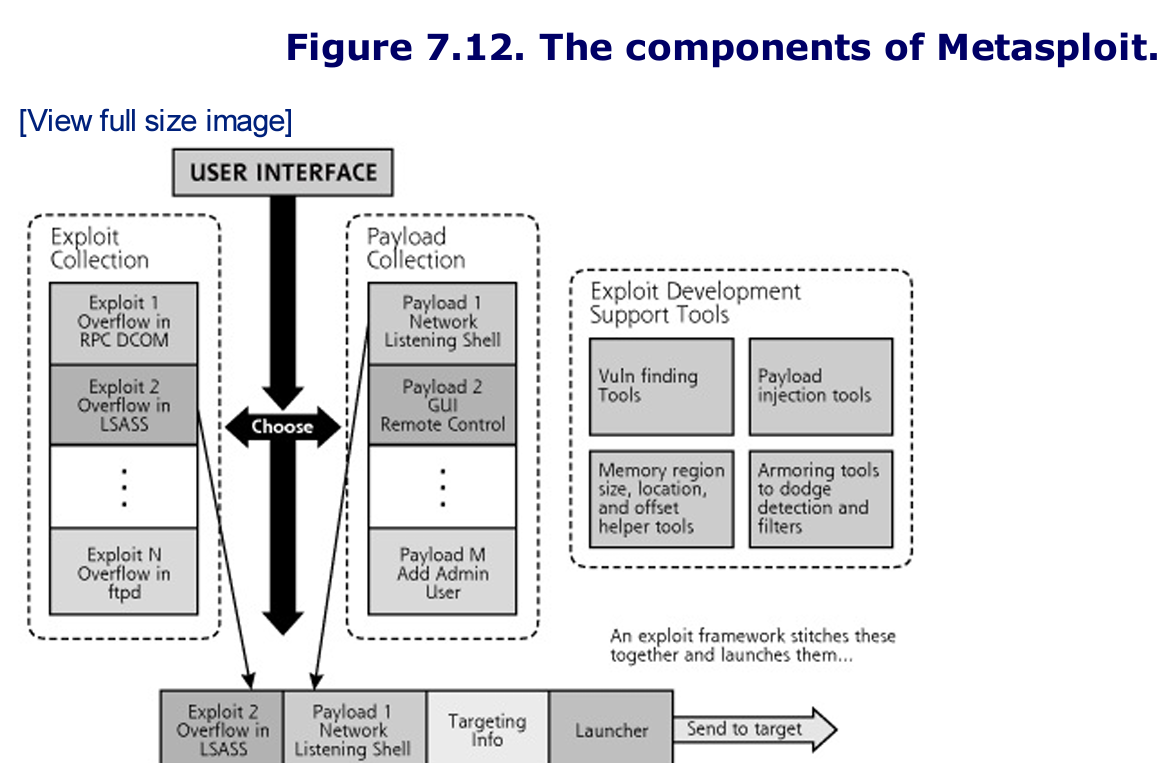 Figure 7.12. The components of Metasploit.
[View full size image]
USER INTERFACE
Exploit
Collection
Exploit 1
Overflow in
RPC DCOM
Exploit 2
Overflow in
LSASS
Exploit N
Overflow in
ftpd
Choose
Payload
Collection
Payload 1
Network
Listening Shell
Payload 2
GUI
Remote Control
Payload M
Add Admin
User
Exploit Development
Support Tools
Vuln finding
Tools
Payload
injection tools
Memory region
size, location,
and offset
helper tools
Armoring tools
to dodge
detection and
filters
An exploit framework stitches these
together and launches them...
Exploit 2
Overflow in
LSASS
Payload 1
Network
Listening Shell
Targeting
Info
Launcher
Send to target